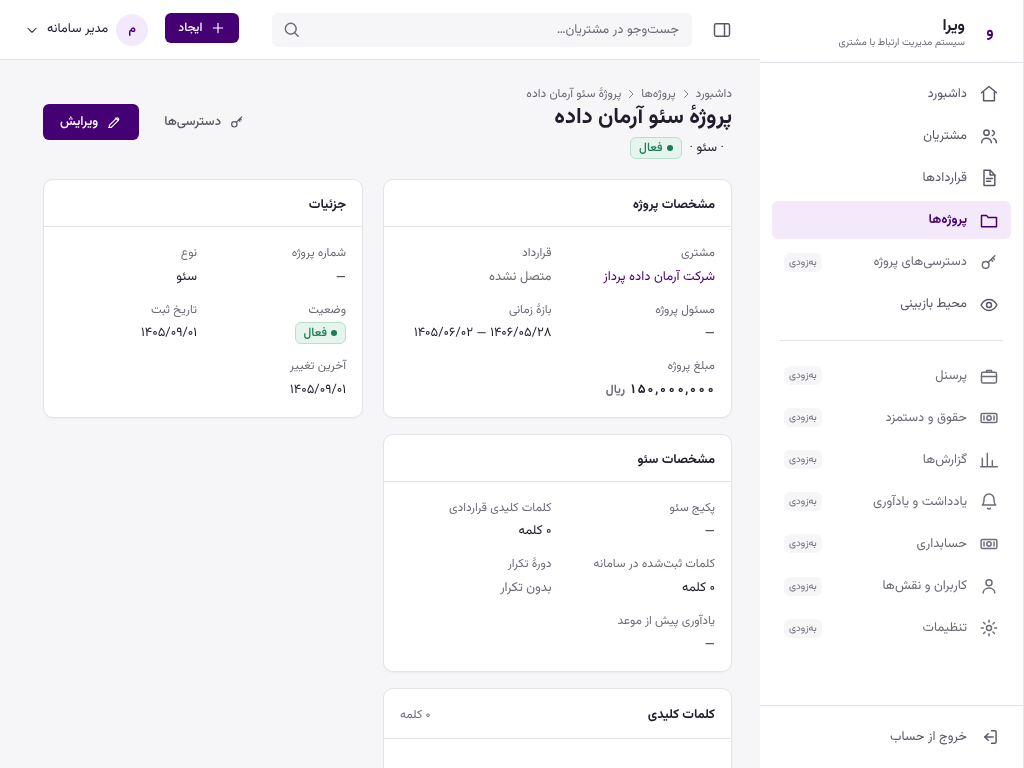 و
ویرا
سیستم مدیریت ارتباط با مشتری
داشبورد
مشتریان
قراردادها
پروژه‌ها
دسترسی‌های پروژه
به‌زودی
محیط بازبینی
پرسنل
به‌زودی
حقوق و دستمزد
به‌زودی
گزارش‌ها
به‌زودی
یادداشت و یادآوری
به‌زودی
حسابداری
به‌زودی
کاربران و نقش‌ها
به‌زودی
تنظیمات
به‌زودی
خروج از حساب
جست‌وجو در مشتریان...
ایجاد
م
مدیر سامانه
داشبورد
پروژه‌ها
پروژهٔ سئو آرمان داده
پروژهٔ سئو آرمان داده
· سئو ·
فعال
دسترسی‌ها
ویرایش
مشخصات پروژه
مشتری
شرکت آرمان داده پرداز
قرارداد
متصل نشده
مسئول پروژه
—
بازهٔ زمانی
۱۴۰۵/۰۶/۰۲ — ۱۴۰۶/۰۵/۲۸
مبلغ پروژه
۱۵۰,۰۰۰,۰۰۰ ریال
جزئیات
شماره پروژه
—
نوع
سئو
وضعیت
فعال
تاریخ ثبت
۱۴۰۵/۰۹/۰۱
آخرین تغییر
۱۴۰۵/۰۹/۰۱
مشخصات سئو
پکیج سئو
—
کلمات کلیدی قراردادی
۰ کلمه
کلمات ثبت‌شده در سامانه
۰ کلمه
دورهٔ تکرار
بدون تکرار
یادآوری پیش از موعد
—
کلمات کلیدی
۰ کلمه